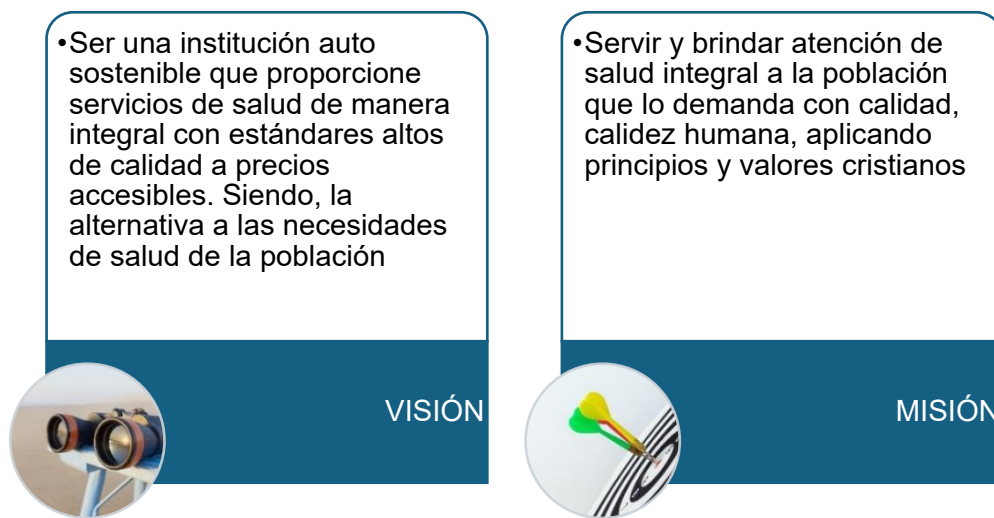 •Ser una institución auto
sostenible que proporcione
servicios de salud de manera
integral con estándares altos
de calidad a precios
accesibles. Siendo, la
alternativa a las necesidades
de salud de la población
VISIÓN
•Servir y brindar atención de
salud integral a la población
que lo demanda con calidad,
calidez humana, aplicando
principios y valores cristianos
MISIÓN